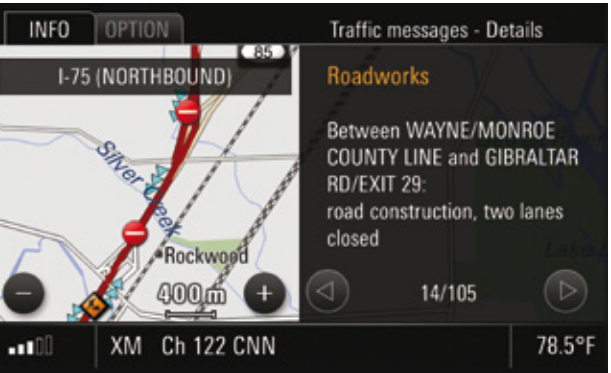 INFO
OPTION
Traffic messages - Details
85
I-75 (NORTHBOUND)
Roadworks
Between WAYNE/MONROE
COUNTY LINE and GIBRALTAR
RD/EXIT 29:
road construction, two lanes
closed
Silver Creek
Rockwood
400 m
14/105
XM Ch 122 CNN
78.5°F